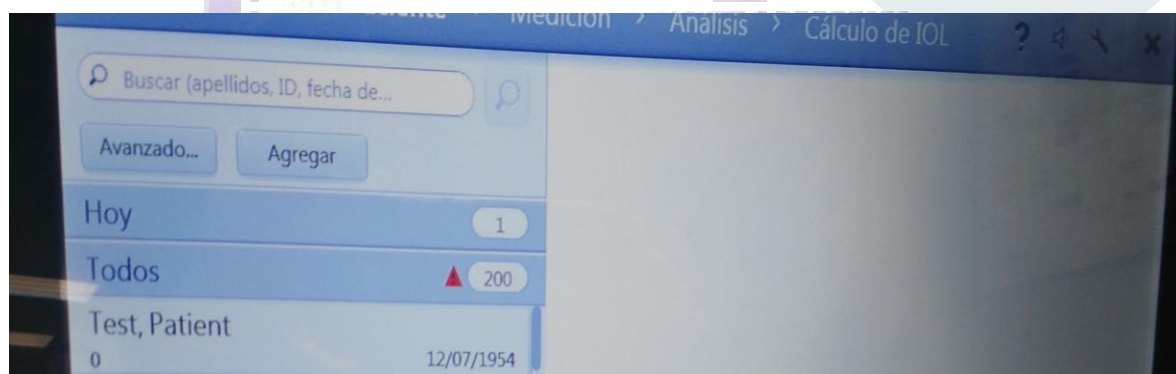 Medición > Análisis > Cálculo de IOL ?
Buscar (apellidos, ID, fecha de...
Avanzado... Agregar
Hoy 1
Todos 200
Test, Patient
0 12/07/1954